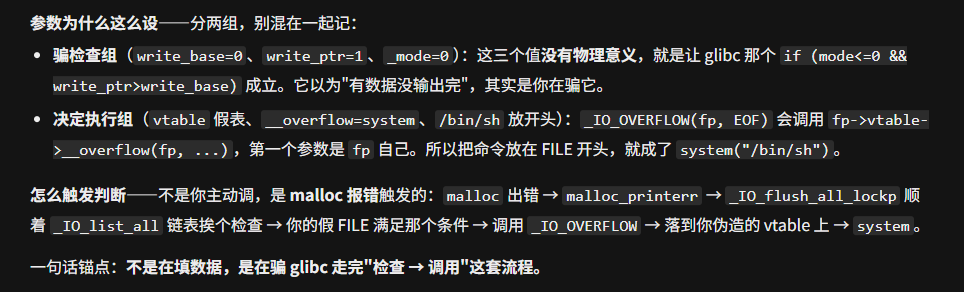 参数为什么这么设——分两组，别混在一起记：
• 骗检查组（write_base=0、write_ptr=1、_mode=0）：这三个值没有物理意义，就是让 glibc 那个 if (mode<=0 &&
write_ptr>write_base) 成立。它以为"有数据没输出完"，其实是你在骗它。
• 决定执行组（vtable 假表、__overflow=system、/bin/sh 放开头）：_IO_OVERFLOW(fp, EOF) 会调用 fp->vtable-
>__overflow(fp, ...)，第一个参数是 fp 自己。所以把命令放在 FILE 开头，就成了 system("/bin/sh")。
怎么触发判断——不是你主动调，是 malloc 报错触发的：malloc 出错 → malloc_printerr → _IO_flush_all_lockp 顺
着 _IO_list_all 链表挨个检查 → 你的假 FILE 满足那个条件 → 调用 _IO_OVERFLOW → 落到你伪造的 vtable 上 → system。
一句话锚点：不是在填数据，是在骗 glibc 走完"检查 → 调用"这套流程。